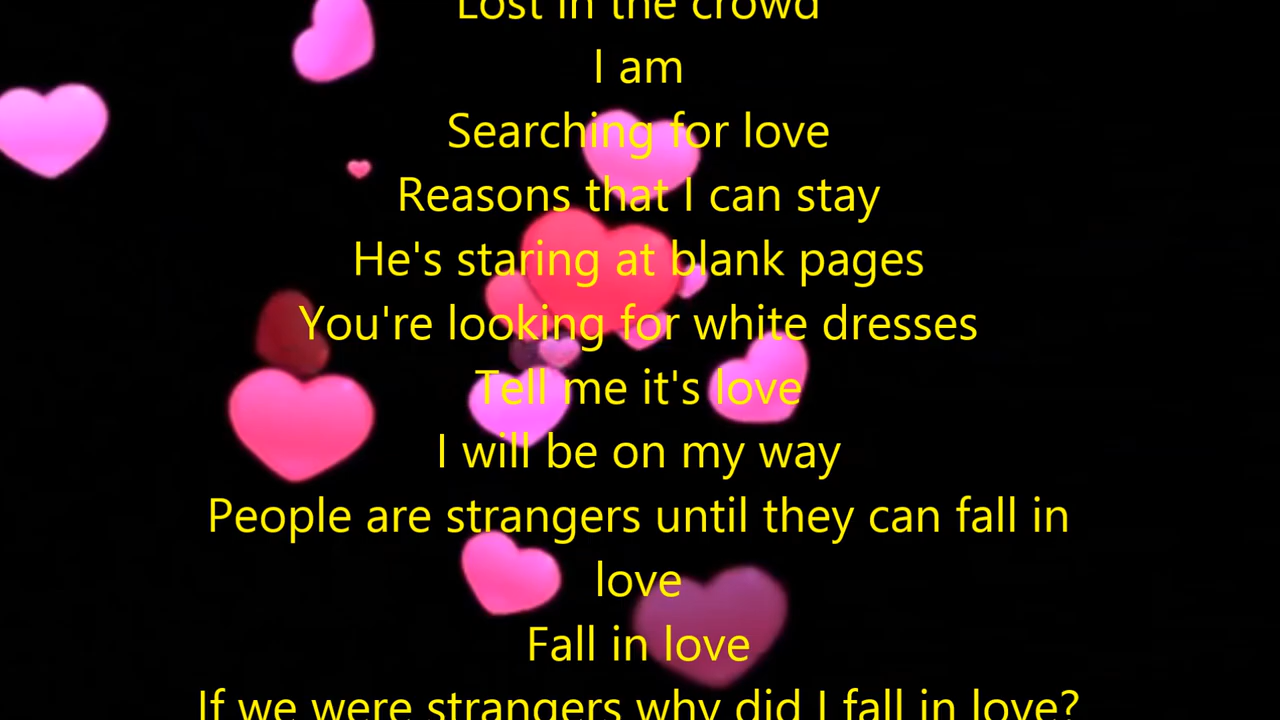 Lost in the crowd
I am
Searching for love
Reasons that I can stay
He's staring at blank pages
You're looking for white dresses
Tell me it's love
I will be on my way
People are strangers until they can fall in
love
Fall in love
If we were strangers why did I fall in love?